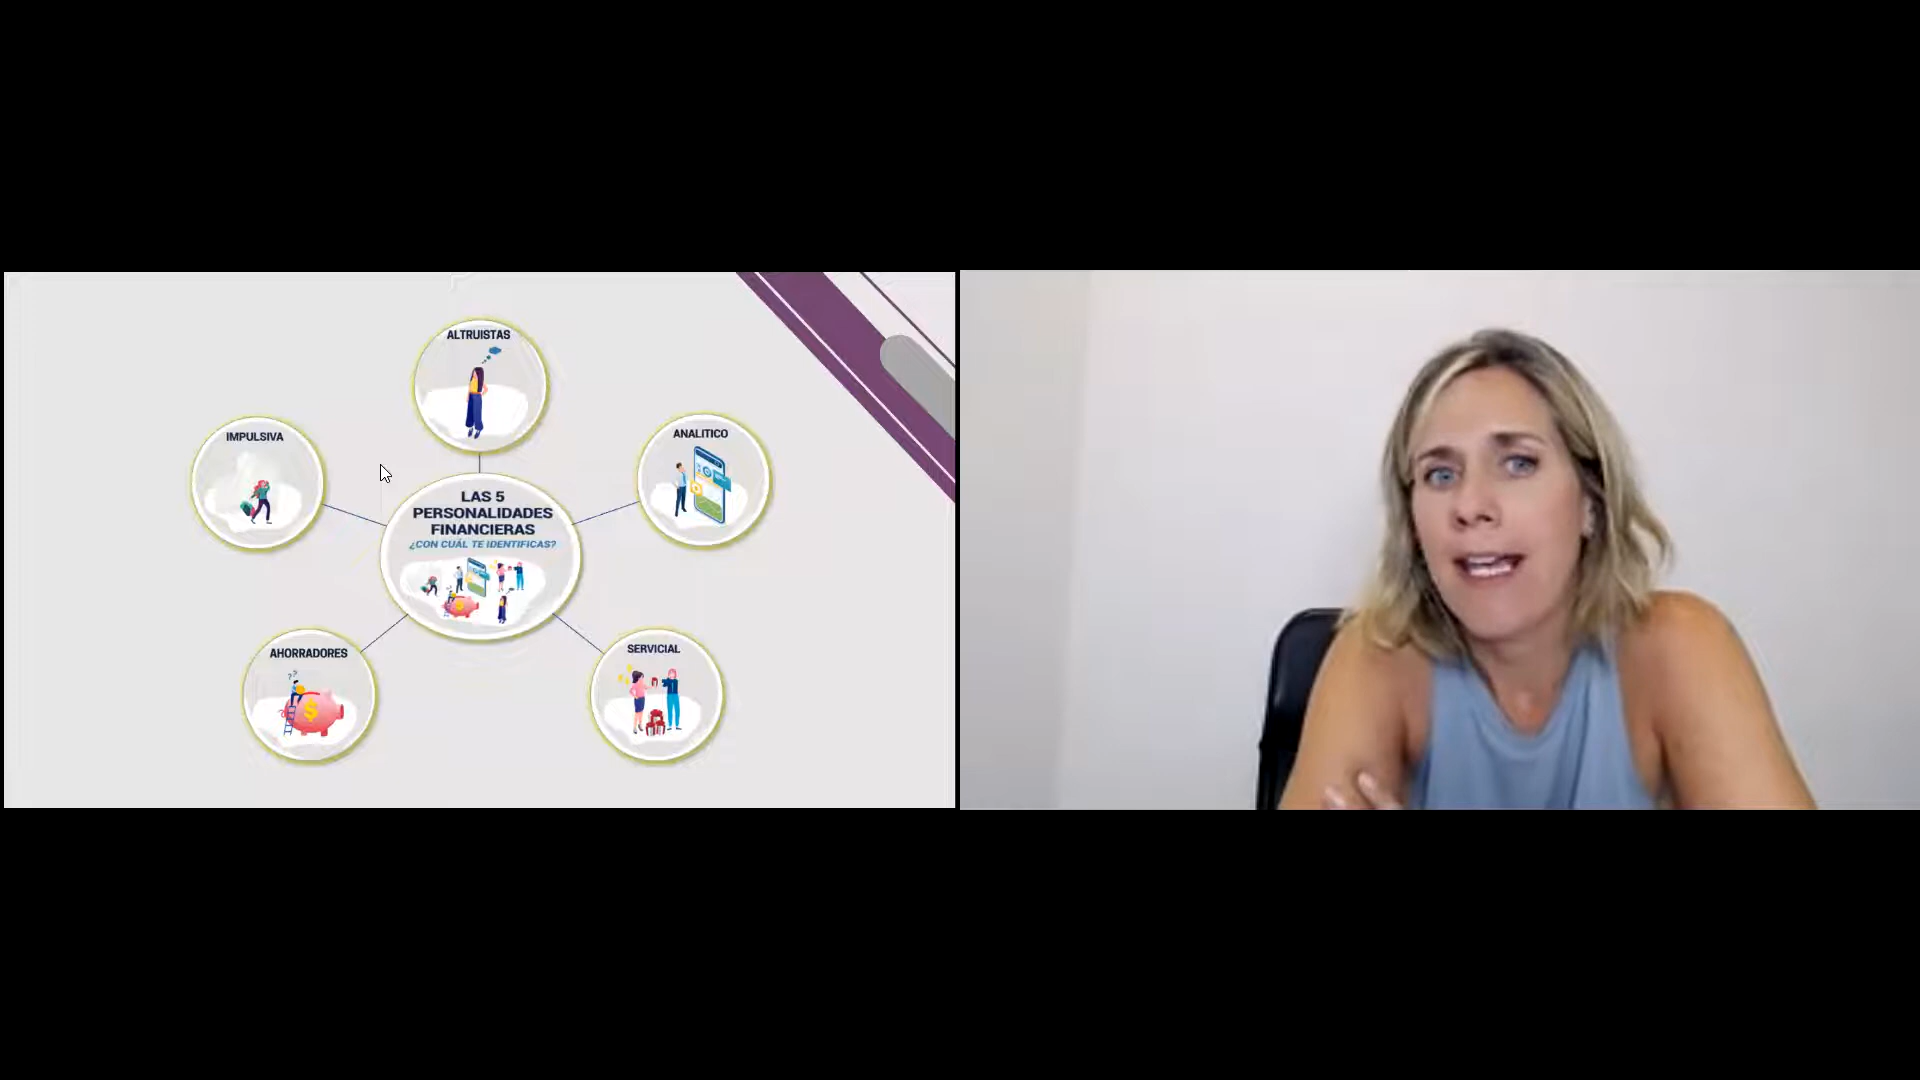 ALTRUISTAS
IMPULSIVA
ANALITICO
LAS 5
PERSONALIDADES
FINANCIERAS
¿CON CUÁL TE IDENTIFICAS?
AHORRADORES
SERVICIAL